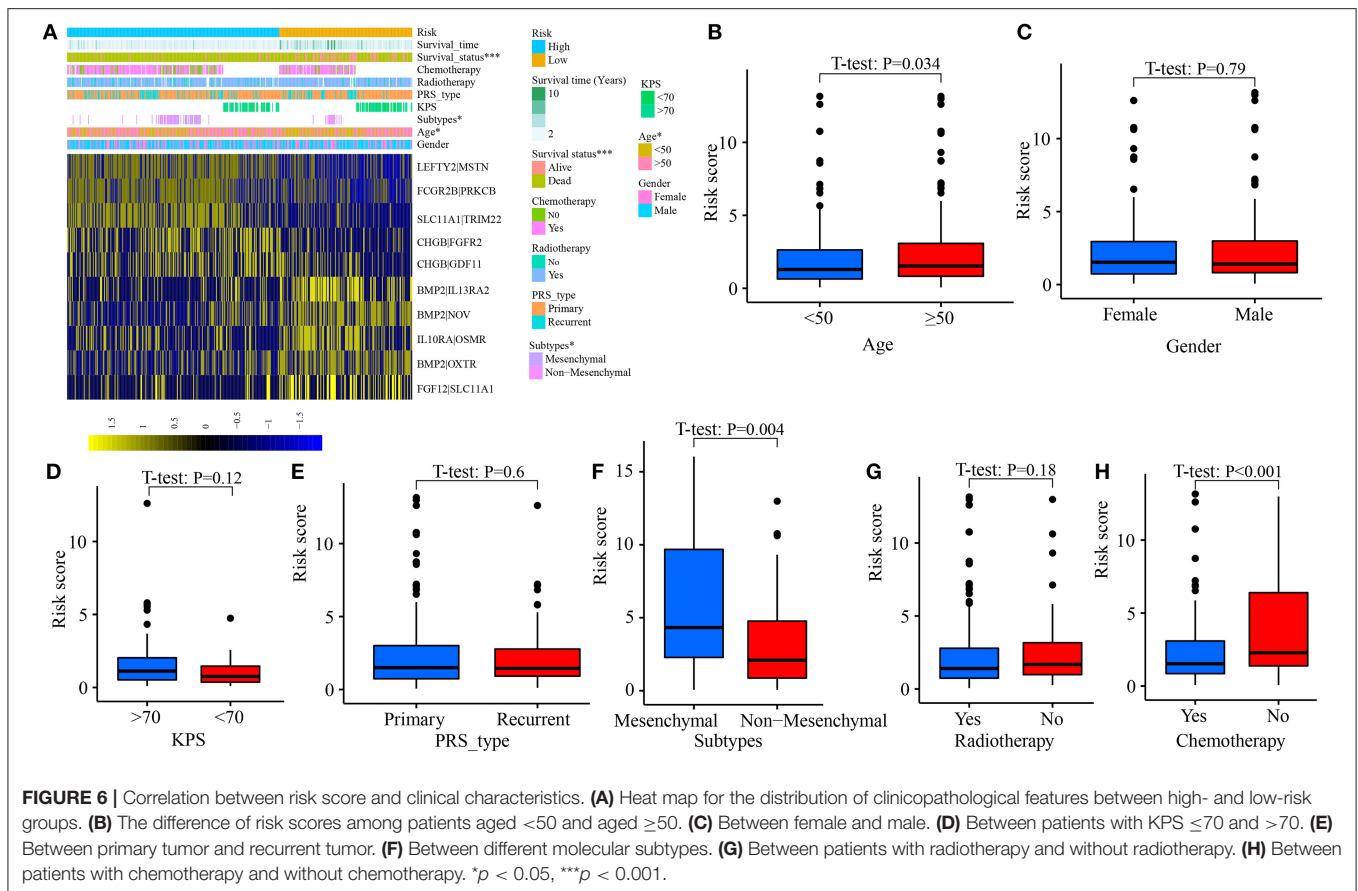 A
Risk
Survival_time
Survival_status***
Chemotherapy
Radiotherapy
PRS_type
KPS
Subtypes*
Age*
Gender
LEFTY2|MSTN
FCGR2B|PRKCB
SLC11A1|TRIM22
CHGB|FGFR2
CHGB|GDF11
BMP2|IL13RA2
BMP2|NOV
IL10RA|OSMR
BMP2|OXTR
FGF12|SLC11A1
1.5
1
0.5
0
−0.5
−1
−1.5
Risk
High
Low
Survival time (Years)
10
2
Survival status***
Alive
Dead
Chemotherapy
N0
Yes
Radiotherapy
No
Yes
PRS_type
Primary
Recurrent
Subtypes*
Mesenchymal
Non−Mesenchymal
KPS
<70
>70
Age*
<50
>50
Gender
Female
Male
B
T-test: P=0.034
Risk score
10
5
0
<50
≥50
Age
C
T-test: P=0.79
Risk score
10
5
0
Female
Male
Gender
D
T-test: P=0.12
Risk score
10
5
0
>70
<70
KPS
E
T-test: P=0.6
Risk score
10
5
0
Primary
Recurrent
PRS_type
F
T-test: P=0.004
Risk score
15
10
5
0
Mesenchymal
Non−Mesenchymal
Subtypes
G
T-test: P=0.18
Risk score
10
5
0
Yes
No
Radiotherapy
H
T-test: P<0.001
Risk score
10
5
0
Yes
No
Chemotherapy
FIGURE 6 | Correlation between risk score and clinical characteristics. (A) Heat map for the distribution of clinicopathological features between high- and low-risk
groups. (B) The difference of risk scores among patients aged <50 and aged ≥50. (C) Between female and male. (D) Between patients with KPS ≤70 and >70. (E)
Between primary tumor and recurrent tumor. (F) Between different molecular subtypes. (G) Between patients with radiotherapy and without radiotherapy. (H) Between
patients with chemotherapy and without chemotherapy. *p < 0.05, ***p < 0.001.